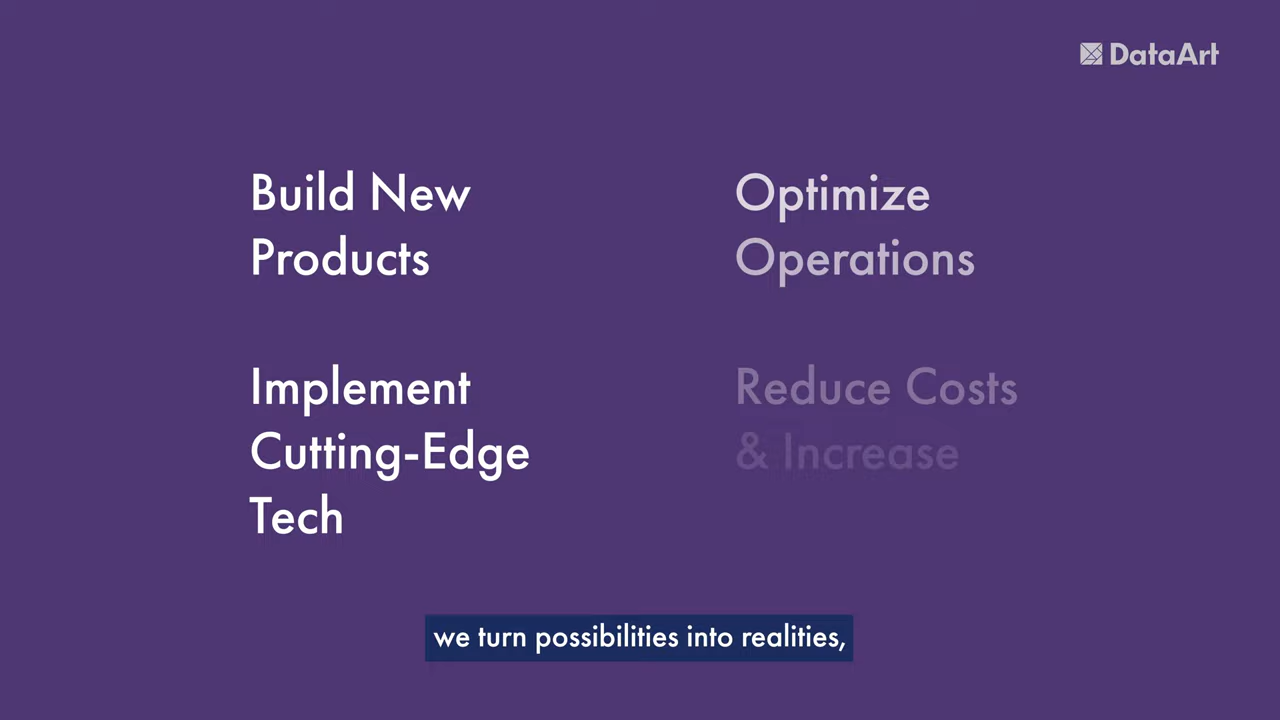 DataArt
Build New
Products
Implement
Cutting-Edge
Tech
Optimize
Operations
Reduce Costs
& Increase
we turn possibilities into realities,